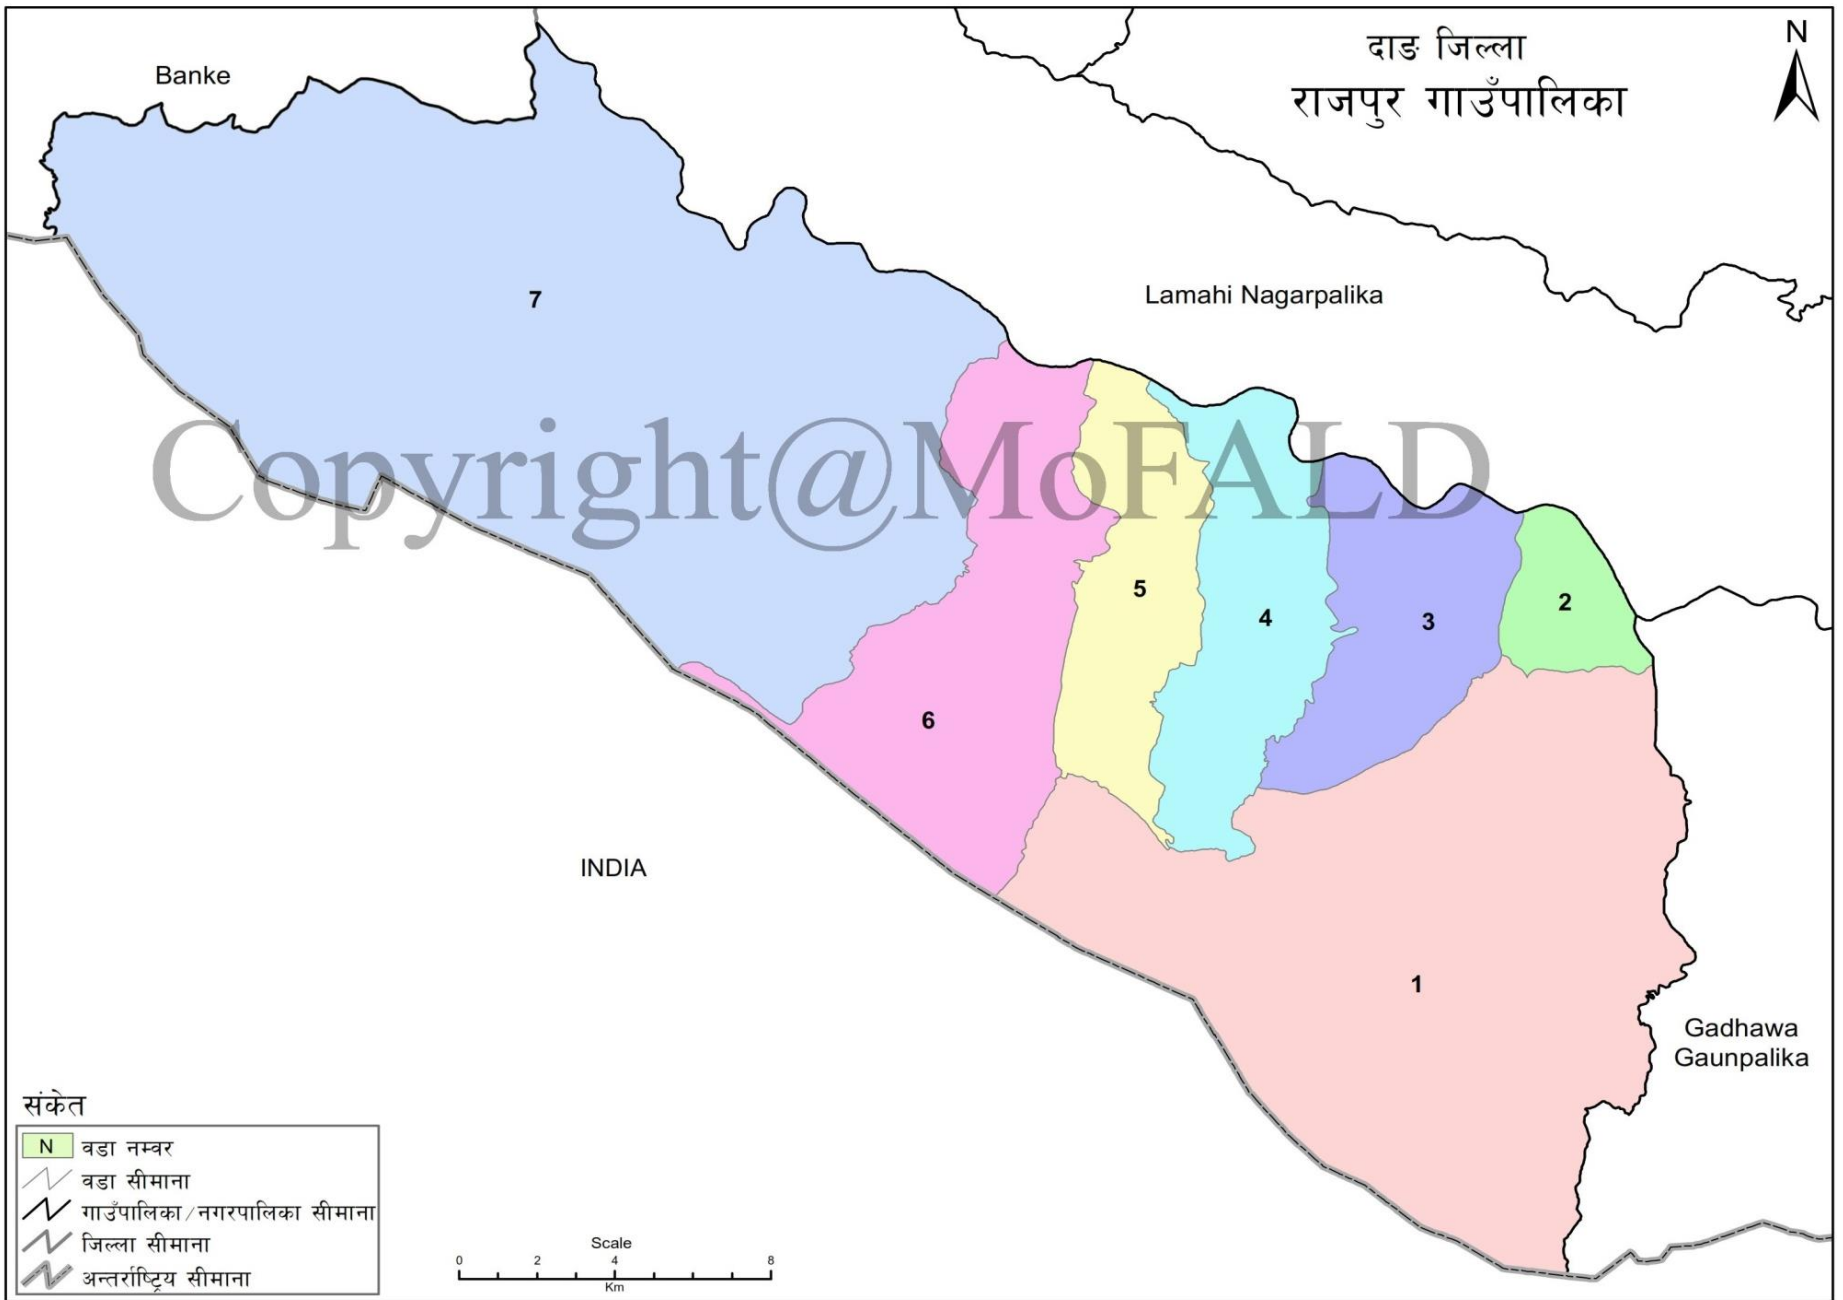 दाङ जिल्ला
राजपुर गाउँपालिका
N
Banke
Lamahi Nagarpalika
7
Copyright@MoFALD
5
4
3
2
6
INDIA
1
Gadhawa
Gaunpalika
संकेत
N वडा नम्वर
वडा सीमाना
गाउँपालिका/नगरपालिका सीमाना
जिल्ला सीमाना
अन्तर्राष्ट्रिय सीमाना
Scale
0 2 4 8
Km